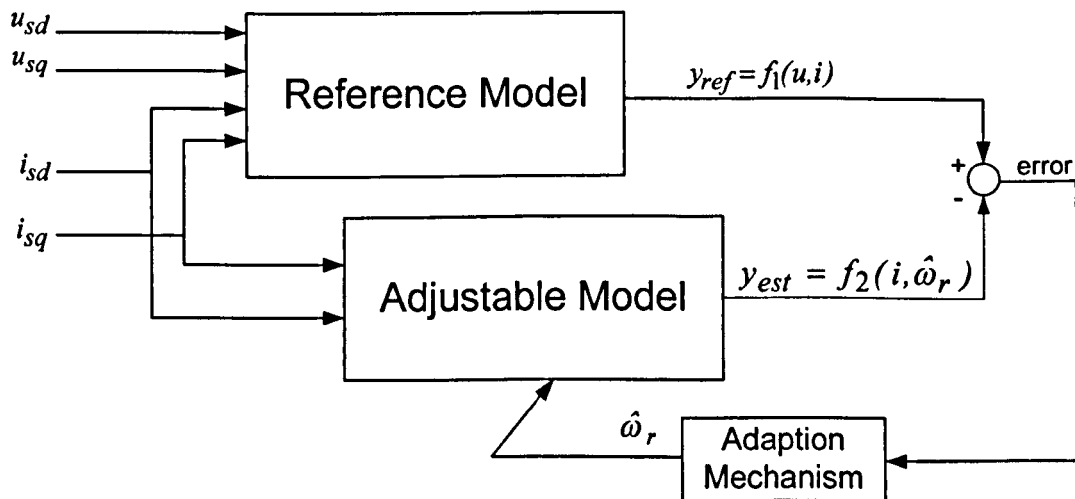 u_sd
u_sq
i_sd
i_sq
Reference Model
y_ref = f_1(u,i)
+
-
error
Adjustable Model
y_est = f_2(i, ω̂_r)
ω̂_r
Adaption
Mechanism